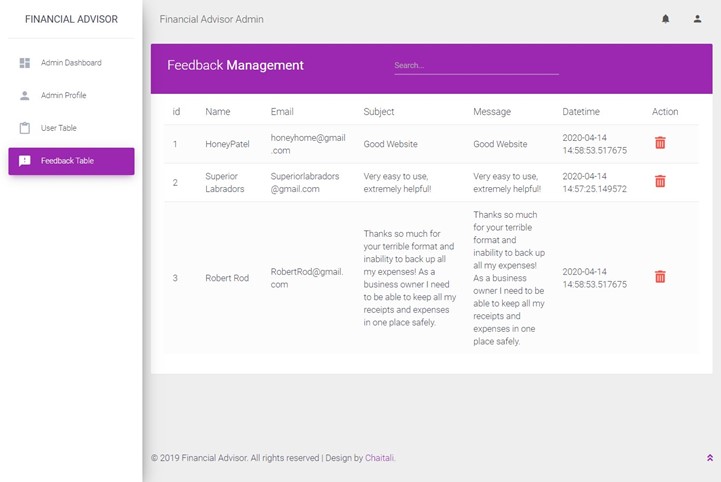 FINANCIAL ADVISOR
Financial Advisor Admin
Admin Dashboard
Admin Profile
User Table
Feedback Table
Feedback Management
Search...
id Name Email Subject Message Datetime Action
1 HoneyPatel honeyhome@gmail
.com Good Website Good Website 2020-04-14
14:58:53.517675
2 Superior
Labradors Superiorlabradors
@gmail.com Very easy to use,
extremely helpful! Very easy to use,
extremely helpful! 2020-04-14
14:57:25.149572
3 Robert Rod RobertRod@gmail.
com
Thanks so much for
your terrible format and
inability to back up
all my expenses! As a
business owner I need
to be able to keep all my
receipts and expenses
in one place safely.
Thanks so much
for your terrible
format and
inability to back up
all my expenses!
As a business
owner I need to be
able to keep all my
receipts and
expenses in one
place safely.
2020-04-14
14:58:53.517675
© 2019 Financial Advisor. All rights reserved | Design by Chaitali.